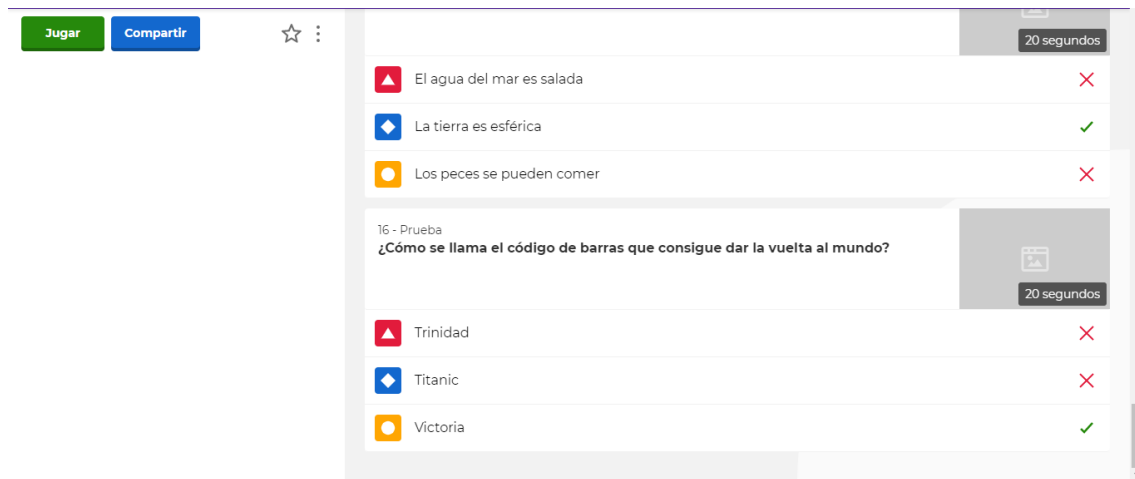 Jugar
Compartir
20 segundos
El agua del mar es salada
La tierra es esférica
Los peces se pueden comer
16 - Prueba
¿Cómo se llama el código de barras que consigue dar la vuelta al mundo?
20 segundos
Trinidad
Titanic
Victoria